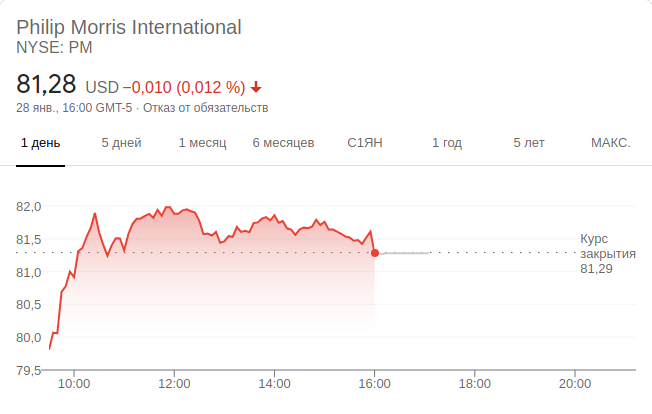 Philip Morris International
NYSE: PM
81,28 USD −0,010 (0,012 %)
28 янв., 16:00 GMT-5 · Отказ от обязательств
1 день 5 дней 1 месяц 6 месяцев С1ЯН 1 год 5 лет МАКС.
82,0
81,5
81,0
80,5
80,0
79,5
Курс
закрытия
81,29
10:00 12:00 14:00 16:00 18:00 20:00